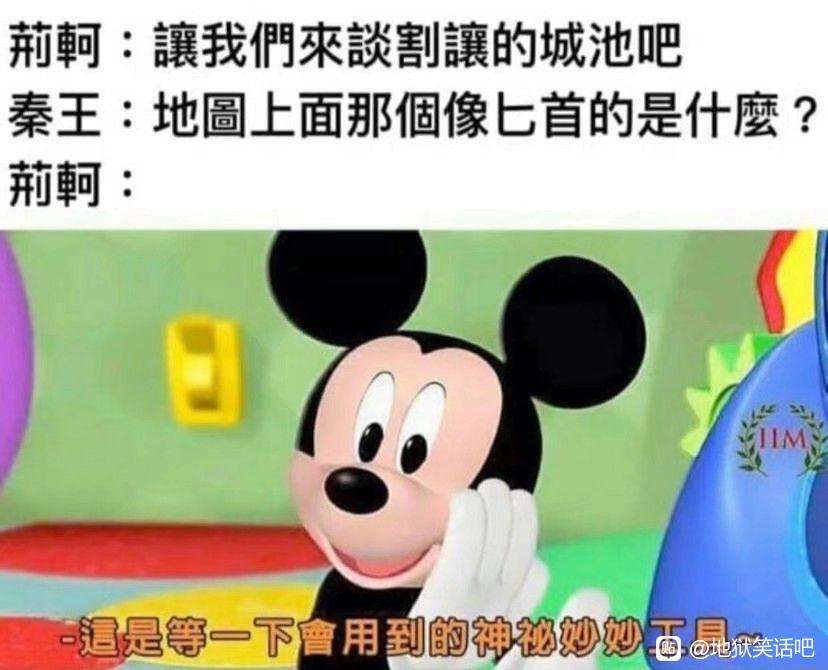 荊軻：讓我們來談割讓的城池吧
秦王：地圖上面那個像匕首的是什麼？
荊軻：
IIM
-這是等一下會用到的神祕妙妙工具~
贴 @地狱笑话吧